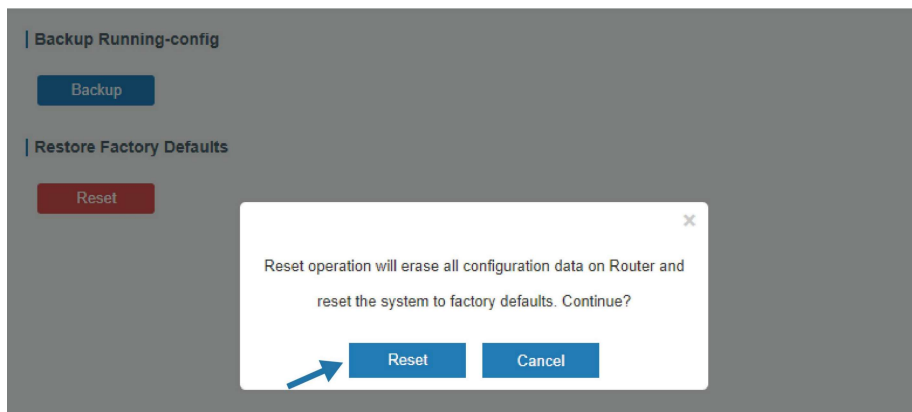 Backup Running-config
Backup
Restore Factory Defaults
Reset
Reset operation will erase all configuration data on Router and
reset the system to factory defaults. Continue?
Reset Cancel